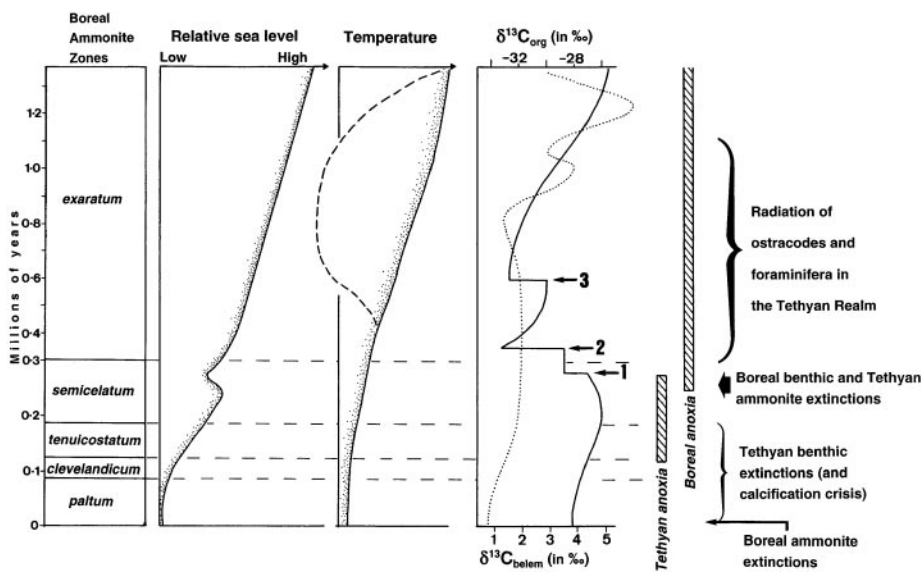 Boreal
Ammonite
Zones
Relative sea level
Low High
Temperature
δ¹³Corg (in ‰)
-32 -28
Millions of years
1·2
1·0
0·8
0·6
0·4
0·3
0·2
0·1
0
exaratum
semicelatum
tenuicostatum
clevelandicum
paltum
3
2
1
1 2 3 4 5
δ¹³Cbelem (in ‰)
Tethyan anoxia
Boreal anoxia
Radiation of
ostracodes and
foraminifera in
the Tethyan Realm
Boreal benthic and Tethyan
ammonite extinctions
Tethyan benthic
extinctions (and
calcification crisis)
Boreal ammonite
extinctions